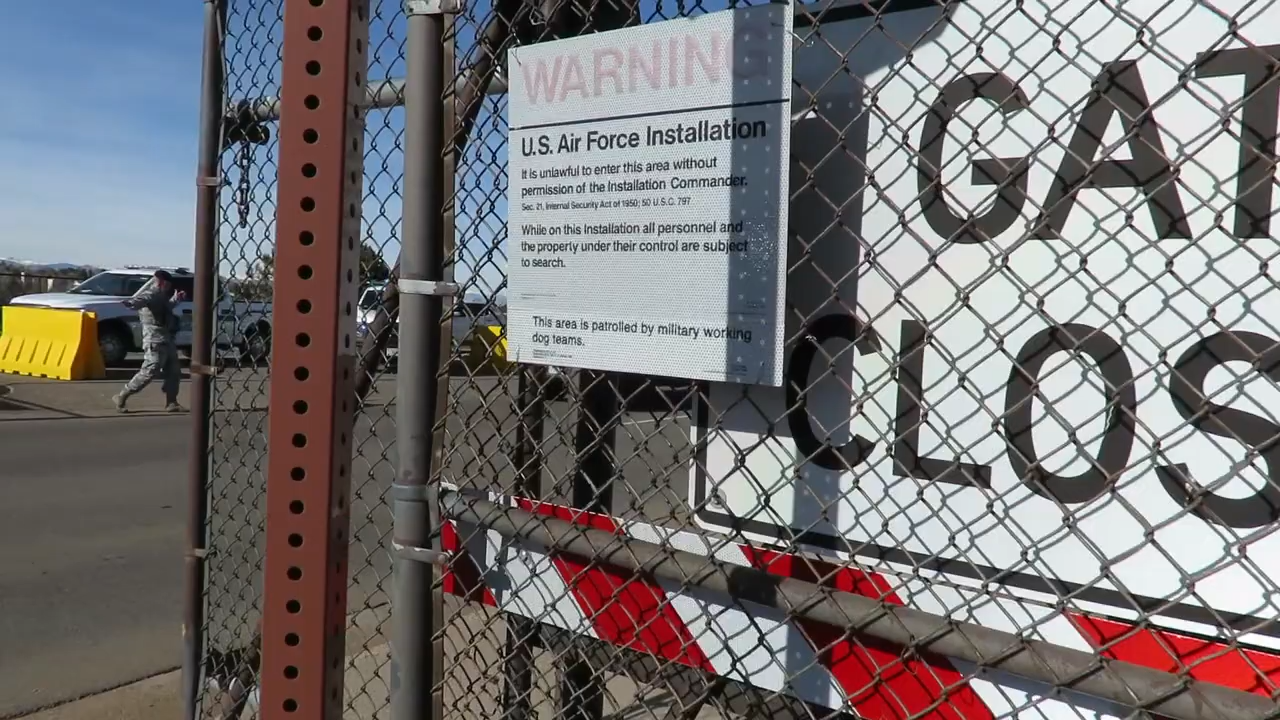 WARNING
U.S. Air Force Installation
It is unlawful to enter this area without
permission of the Installation Commander.
Sec. 21, Internal Security Act of 1950; 50 U.S.C. 797
While on this Installation all personnel and
the property under their control are subject
to search.
This area is patrolled by military working
dog teams.
GAT
CLOS